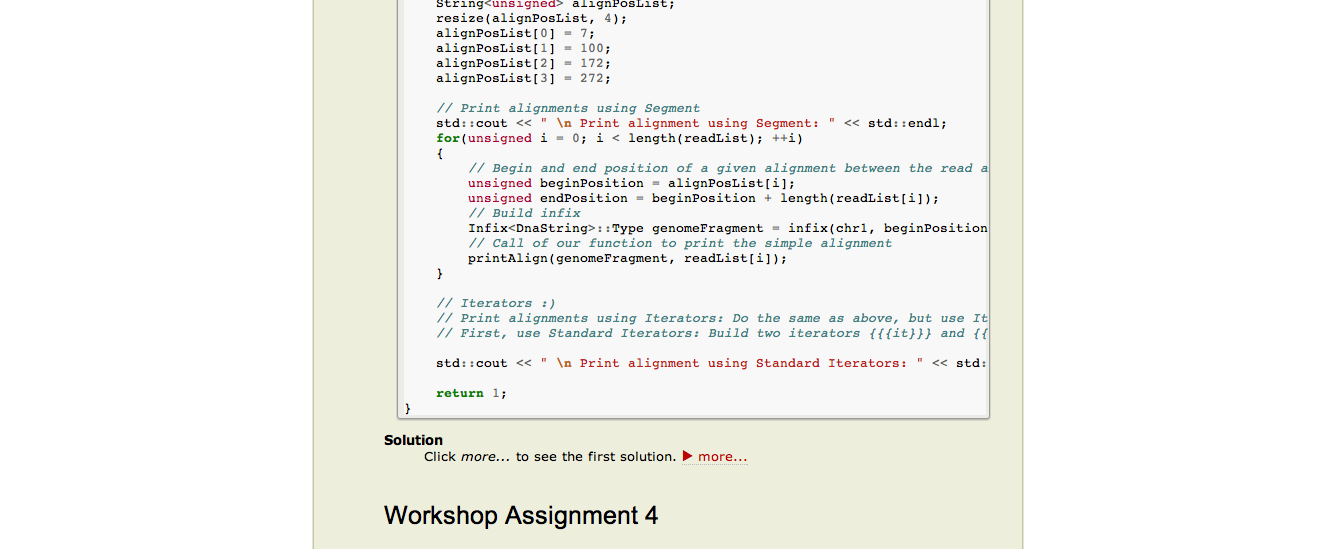 String<unsigned> alignPosList;
resize(alignPosList, 4);
alignPosList[0] = 7;
alignPosList[1] = 100;
alignPosList[2] = 172;
alignPosList[3] = 272;
// Print alignments using Segment
std::cout << " \n Print alignment using Segment: " << std::endl;
for(unsigned i = 0; i < length(readList); ++i)
{
// Begin and end position of a given alignment between the read a
unsigned beginPosition = alignPosList[i];
unsigned endPosition = beginPosition + length(readList[i]);
// Build infix
Infix<DnaString>::Type genomeFragment = infix(chr1, beginPosition
// Call of our function to print the simple alignment
printAlign(genomeFragment, readList[i]);
}
// Iterators :)
// Print alignments using Iterators: Do the same as above, but use It
// First, use Standard Iterators: Build two iterators {{{it}}} and {{
std::cout << " \n Print alignment using Standard Iterators: " << std:
return 1;
}
Solution
Click more... to see the first solution. ▶ more...
Workshop Assignment 4